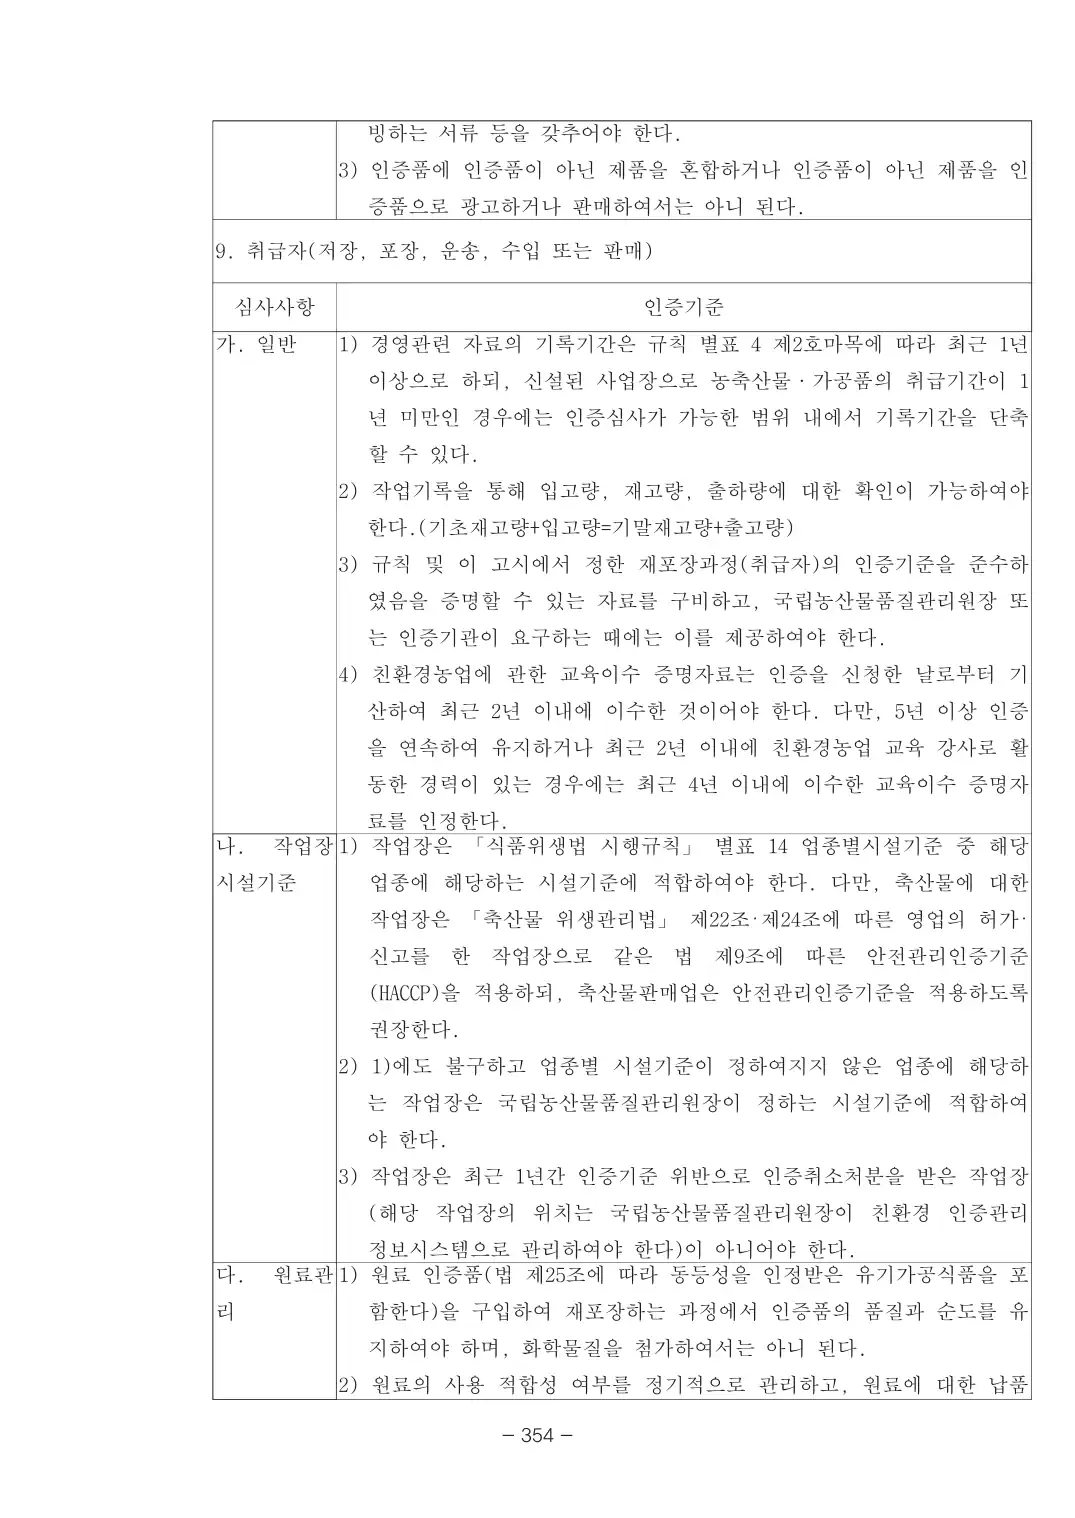 빙하는 서류 등을 갖추어야 한다.
3) 인증품에 인증품이 아닌 제품을 혼합하거나 인증품이 아닌 제품을 인
증품으로 광고하거나 판매하여서는 아니 된다.
9. 취급자(저장, 포장, 운송, 수입 또는 판매)
심사사항 인증기준
가. 일반 1) 경영관련 자료의 기록기간은 규칙 별표 4 제2호마목에 따라 최근 1년
이상으로 하되, 신설된 사업장으로 농축산물·가공품의 취급기간이 1
년 미만인 경우에는 인증심사가 가능한 범위 내에서 기록기간을 단축
할 수 있다.
2) 작업기록을 통해 입고량, 재고량, 출하량에 대한 확인이 가능하여야
한다.(기초재고량+입고량=기말재고량+출고량)
3) 규칙 및 이 고시에서 정한 재포장과정(취급자)의 인증기준을 준수하
였음을 증명할 수 있는 자료를 구비하고, 국립농산물품질관리원장 또
는 인증기관이 요구하는 때에는 이를 제공하여야 한다.
4) 친환경농업에 관한 교육이수 증명자료는 인증을 신청한 날로부터 기
산하여 최근 2년 이내에 이수한 것이어야 한다. 다만, 5년 이상 인증
을 연속하여 유지하거나 최근 2년 이내에 친환경농업 교육 강사로 활
동한 경력이 있는 경우에는 최근 4년 이내에 이수한 교육이수 증명자
료를 인정한다.
나. 작업장 1) 작업장은 「식품위생법 시행규칙」 별표 14 업종별시설기준 중 해당
시설기준 업종에 해당하는 시설기준에 적합하여야 한다. 다만, 축산물에 대한
작업장은 「축산물 위생관리법」 제22조·제24조에 따른 영업의 허가·
신고를 한 작업장으로 같은 법 제9조에 따른 안전관리인증기준
(HACCP)을 적용하되, 축산물판매업은 안전관리인증기준을 적용하도록
권장한다.
2) 1)에도 불구하고 업종별 시설기준이 정하여지지 않은 업종에 해당하
는 작업장은 국립농산물품질관리원장이 정하는 시설기준에 적합하여
야 한다.
3) 작업장은 최근 1년간 인증기준 위반으로 인증취소처분을 받은 작업장
(해당 작업장의 위치는 국립농산물품질관리원장이 친환경 인증관리
정보시스템으로 관리하여야 한다)이 아니어야 한다.
다. 원료관 1) 원료 인증품(법 제25조에 따라 동등성을 인정받은 유기가공식품을 포
리 함한다)을 구입하여 재포장하는 과정에서 인증품의 품질과 순도를 유
지하여야 하며, 화학물질을 첨가하여서는 아니 된다.
2) 원료의 사용 적합성 여부를 정기적으로 관리하고, 원료에 대한 납품
- 354 -